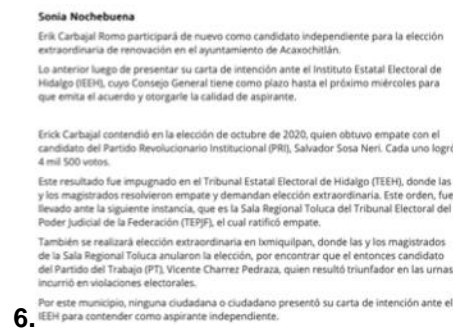 Sonia Nochebuena
Erik Carbajal Romo participará de nuevo como candidato independiente para la elección
extraordinaria de renovación en el ayuntamiento de Acaxochitlán.
Lo anterior luego de presentar su carta de intención ante el Instituto Estatal Electoral de
Hidalgo (IEEH), cuyo Consejo General tiene como plazo hasta el próximo miércoles para
que emita el acuerdo y otorgarle la calidad de aspirante.
Erick Carbajal contendió en la elección de octubre de 2020, quien obtuvo empate con el
candidato del Partido Revolucionario Institucional (PRI), Salvador Sosa Neri. Cada uno logró
4 mil 500 votos.
Este resultado fue impugnado en el Tribunal Estatal Electoral de Hidalgo (TEEH), donde las
y los magistrados resolvieron empate y demandan elección extraordinaria. Este orden, fue
llevado ante la siguiente instancia, que es la Sala Regional Toluca del Tribunal Electoral del
Poder Judicial de la Federación (TEPJF), el cual ratificó empate.
También se realizará elección extraordinaria en Ixmiquilpan, donde las y los magistrados
de la Sala Regional Toluca anularon la elección, por encontrar que el entonces candidato
del Partido del Trabajo (PT), Vicente Charrez Pedraza, quien resultó triunfador en las urnas
incurrió en violaciones electorales.
Por este municipio, ninguna ciudadana o ciudadano presentó su carta de intención ante el
6. IEEH para contender como aspirante independiente.